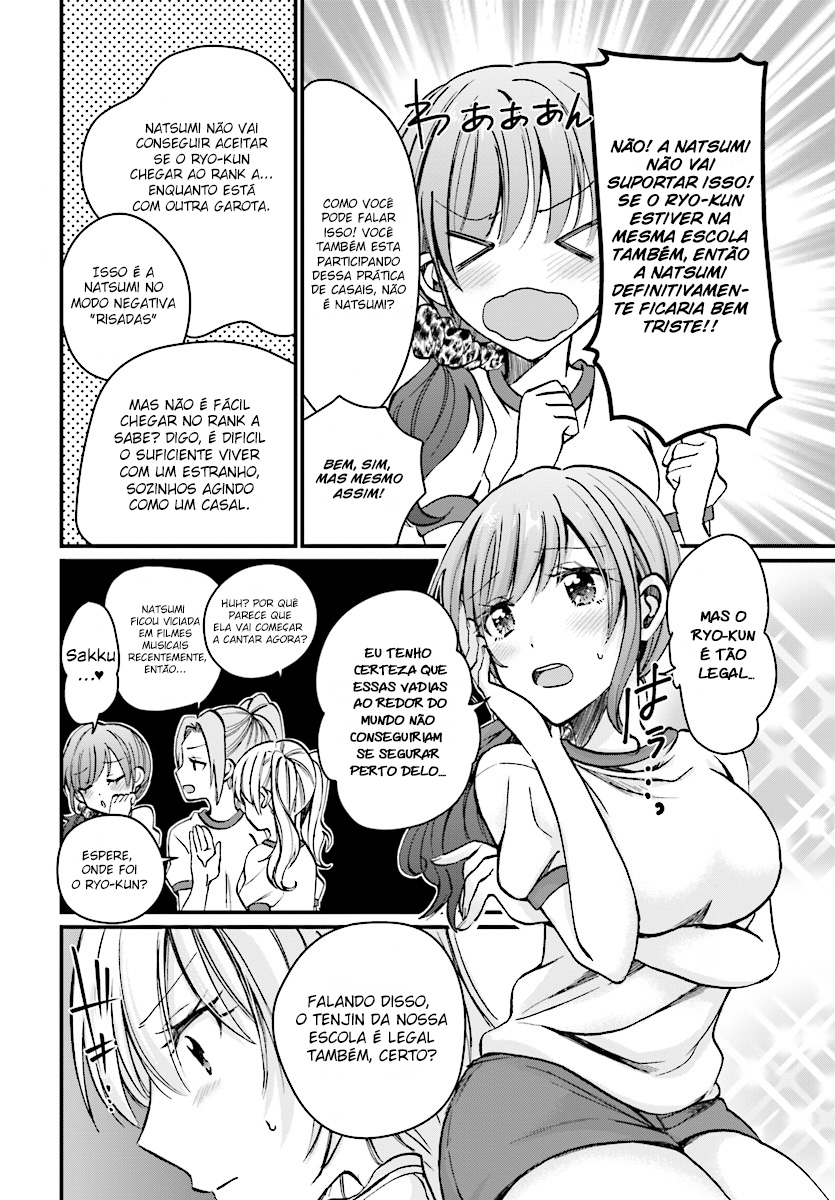 わあぁぁぁん
NÃO! A NATSUMI
NÃO VAI
SUPORTAR ISSO!
SE O RYO-KUN
ESTIVER NA
MESMA ESCOLA
TAMBÉM, ENTÃO
A NATSUMI
DEFINITIVAMEN-
TE FICARIA BEM
TRISTE!!
COMO VOCÊ
PODE FALAR
ISSO! VOCÊ
TAMBÉM ESTA
PARTICIPANDO
DESSA PRÁTICA
DE CASAIS, NÃO
É NATSUMI?
BEM, SIM,
MAS MESMO
ASSIM!
NATSUMI NÃO VAI
CONSEGUIR ACEITAR
SE O RYO-KUN
CHEGAR AO RANK A...
ENQUANTO ESTÁ
COM OUTRA GAROTA.
ISSO É A
NATSUMI NO
MODO NEGATIVA
"RISADAS"
MAS NÃO É FÁCIL
CHEGAR NO RANK A
SABE? DIGO, É DIFICIL
O SUFICIENTE VIVER
COM UM ESTRANHO,
SOZINHOS AGINDO
COMO UM CASAL.
MAS O
RYO-KUN
É TÃO
LEGAL...
はぅ...
EU TENHO
CERTEZA QUE
ESSAS VADIAS
AO REDOR DO
MUNDO NÃO
CONSEGUIRIAM
SE SEGURAR
PERTO DELO...
HUH? POR QUÊ
PARECE QUE
ELA VAI COMEÇAR
A CANTAR AGORA?
NATSUMI
FICOU VICIADA
EM FILMES
MUSICAIS
RECENTEMENTE,
ENTÃO...
Sakku
...♥
ESPERE,
ONDE FOI
O RYO-KUN?
FALANDO DISSO,
O TENJIN DA NOSSA
ESCOLA É LEGAL
TAMBÉM, CERTO?